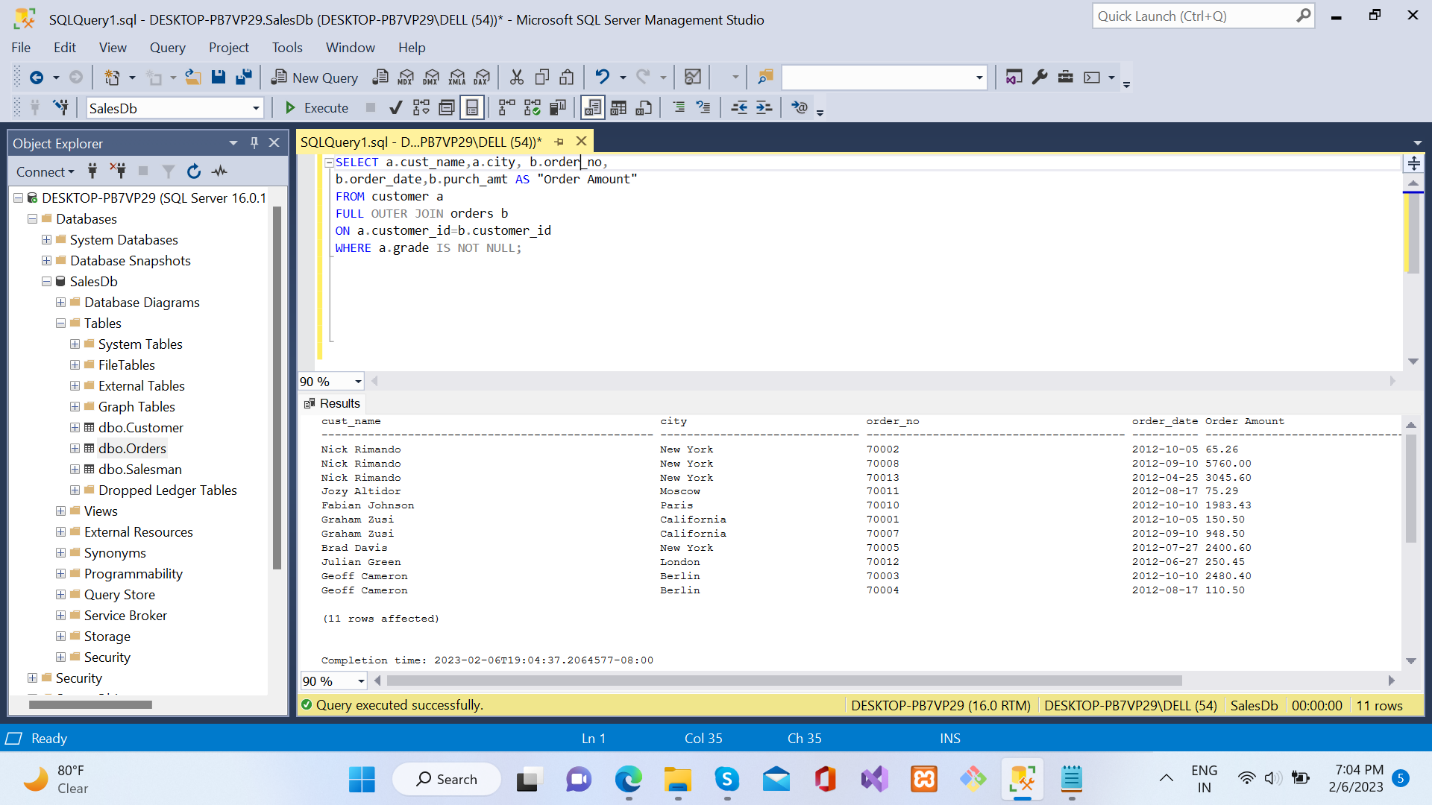 SQLQuery1.sql - DESKTOP-PB7VP29.SalesDb (DESKTOP-PB7VP29\DELL (54))* - Microsoft SQL Server Management Studio
Quick Launch (Ctrl+Q)
File Edit View Query Project Tools Window Help
New Query
MDX DMX XMLA DAX
SalesDb
Execute
Object Explorer
Connect
DESKTOP-PB7VP29 (SQL Server 16.0.1
Databases
System Databases
Database Snapshots
SalesDb
Database Diagrams
Tables
System Tables
FileTables
External Tables
Graph Tables
dbo.Customer
dbo.Orders
dbo.Salesman
Dropped Ledger Tables
Views
External Resources
Synonyms
Programmability
Query Store
Service Broker
Storage
Security
Security
SQLQuery1.sql - D...PB7VP29\DELL (54))*
SELECT a.cust_name,a.city, b.order_no,
b.order_date,b.purch_amt AS "Order Amount"
FROM customer a
FULL OUTER JOIN orders b
ON a.customer_id=b.customer_id
WHERE a.grade IS NOT NULL;
90 %
Results
cust_name city order_no order_date Order Amount
Nick Rimando New York 70002 2012-10-05 65.26
Nick Rimando New York 70008 2012-09-10 5760.00
Nick Rimando New York 70013 2012-04-25 3045.60
Jozy Altidor Moscow 70011 2012-08-17 75.29
Fabian Johnson Paris 70010 2012-10-10 1983.43
Graham Zusi California 70001 2012-10-05 150.50
Graham Zusi California 70007 2012-09-10 948.50
Brad Davis New York 70005 2012-07-27 2400.60
Julian Green London 70012 2012-06-27 250.45
Geoff Cameron Berlin 70003 2012-10-10 2480.40
Geoff Cameron Berlin 70004 2012-08-17 110.50
(11 rows affected)
Completion time: 2023-02-06T19:04:37.2064577-08:00
90 %
Query executed successfully. DESKTOP-PB7VP29 (16.0 RTM) DESKTOP-PB7VP29\DELL (54) SalesDb 00:00:00 11 rows
Ready Ln 1 Col 35 Ch 35 INS
80°F
Clear
Search
ENG
IN
7:04 PM
2/6/2023
5